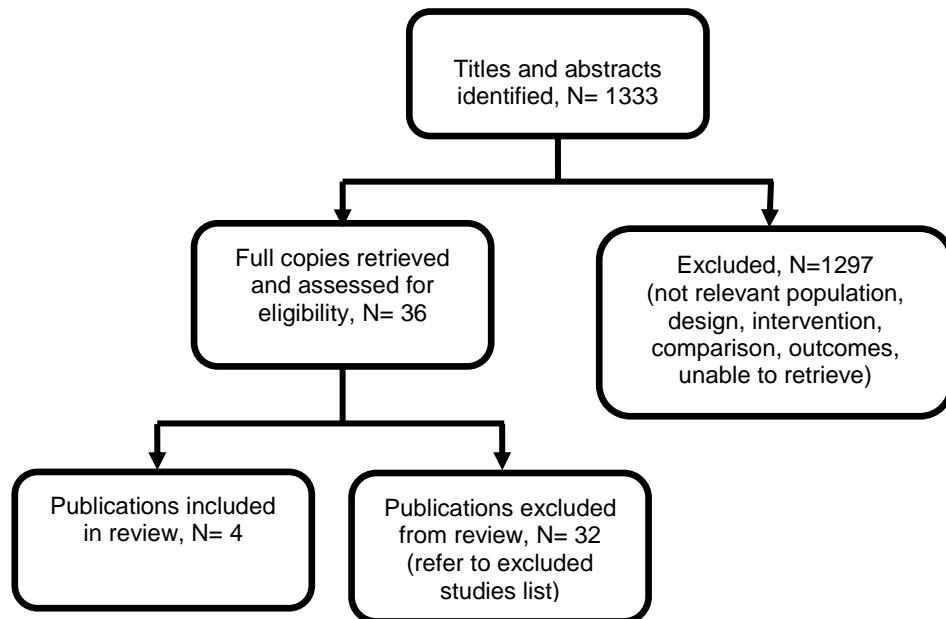 Titles and abstracts
identified, N= 1333
Full copies retrieved
and assessed for
eligibility, N= 36
Excluded, N=1297
(not relevant population,
design, intervention,
comparison, outcomes,
unable to retrieve)
Publications included
in review, N= 4
Publications excluded
from review, N= 32
(refer to excluded
studies list)